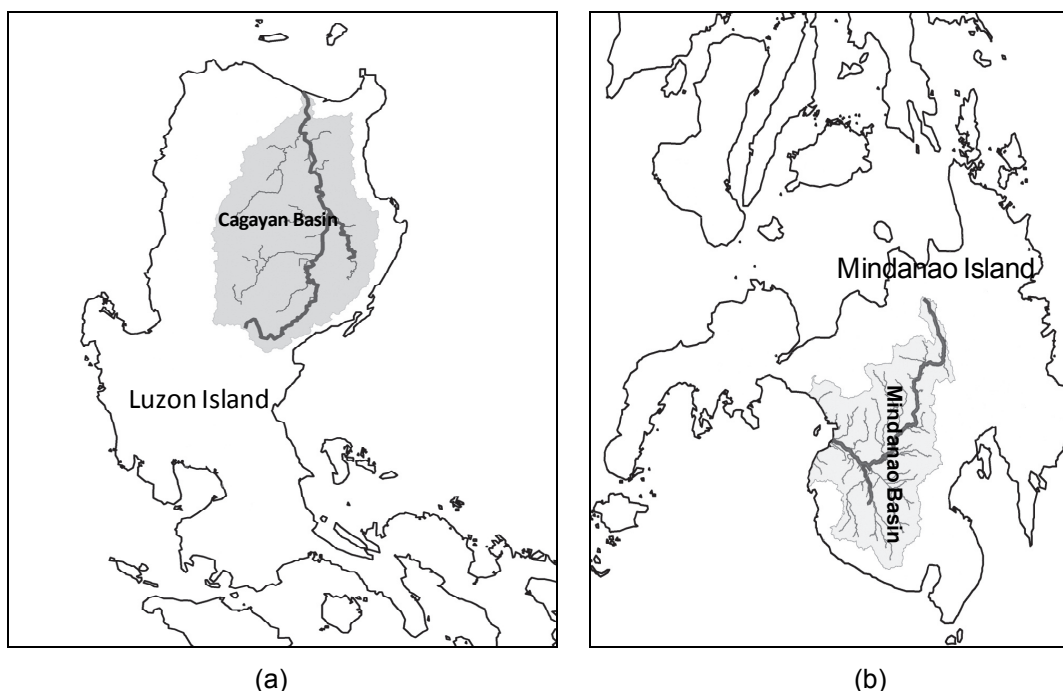 Cagayan Basin
Luzon Island
(a)
Mindanao Island
Mindanao Basin
(b)